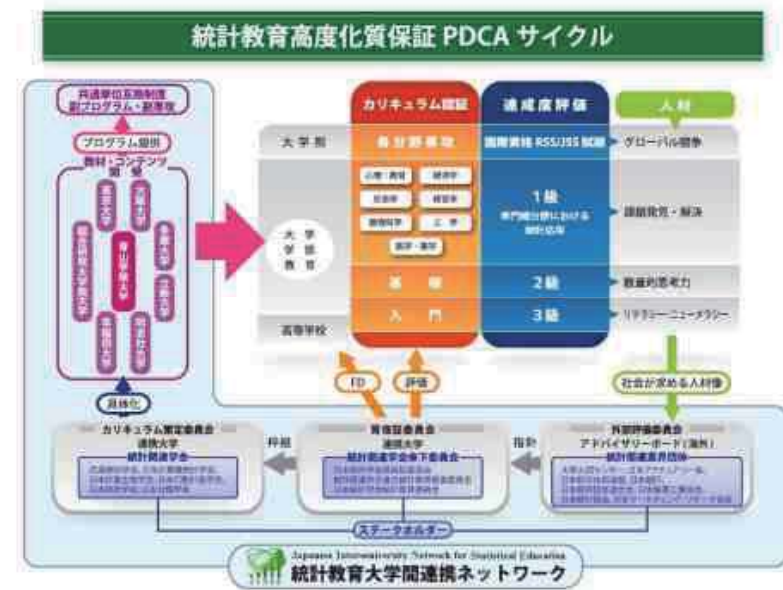 統計教育高度化質保証 PDCA サイクル
共通単位互換制度
副プログラム・副専攻
プログラム提供
教材・コンテンツ
開発
東京大学
大阪大学
総合研究大学院大学
青山学院大学
多摩大学
立教大学
早稲田大学
同志社大学
具体化
カリキュラム認証
達成度評価
人材
大学院
各分野専攻
国際資格 RSS/JSS 試験
グローバル競争
大学
学部
教育
心理・教育
経済学
社会学
経営学
理工学
工学
医学・薬学
1級
専門細分野における
統計応用
課題発見・解決
基礎
2級
数量的思考力
高等学校
入門
3級
リテラシー・ニューメラシー
FD
評価
社会が求める人材像
カリキュラム策定委員会
連携大学
統計関連学会
枠組
質保証委員会
連携大学
統計関連学会傘下委員会
指針
外部評価委員会
アドバイザリーボード(海外)
統計関連業界団体
ステークホルダー
Japanese Interuniversity Network for Statistical Education
統計教育大学間連携ネットワーク